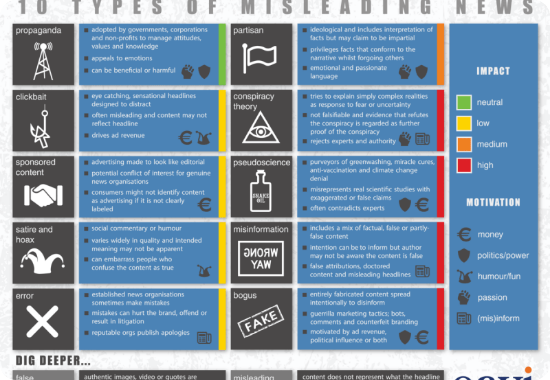 10 TYPES OF MISLEADING NEWS
propaganda
adopted by governments, corporations
and non-profits to manage attitudes,
values and knowledge
appeals to emotions
can be beneficial or harmful
partisan
ideological and includes interpretation of
facts but may claim to be impartial
privileges facts that conform to the
narrative whilst forgoing others
emotional and passionate
language
clickbait
eye catching, sensational headlines
designed to distract
often misleading and content may not
reflect headline
drives ad revenue
conspiracy
theory
tries to explain simply complex realities
as response to fear or uncertainty
not falsifiable and evidence that refutes
the conspiracy is regarded as further
proof of the conspiracy
rejects experts and authority
sponsored
content
advertising made to look like editorial
potential conflict of interest for genuine
news organisations
consumers might not identify content
as advertising if it is not clearly
labeled
pseudoscience
SNAKE
OIL
purveyors of greenwashing, miracle cures,
anti-vaccination and climate change
denial
misrepresents real scientific studies with
exaggerated or false claims
often contradicts experts
satire and
hoax
social commentary or humour
varies widely in quality and intended
meaning may not be apparent
can embarrass people who
confuse the content as true
misinformation
WRONG
WAY
includes a mix of factual, false or partly-
false content
intention can be to inform but author
may not be aware the content is false
false attributions, doctored
content and misleading headlines
error
established news organisations
sometimes make mistakes
mistakes can hurt the brand, offend or
result in litigation
reputable orgs publish apologies
bogus
FAKE
entirely fabricated content spread
intentionally to disinform
guerrilla marketing tactics; bots,
comments and counterfeit branding
motivated by ad revenue,
political influence or both
IMPACT
neutral
low
medium
high
MOTIVATION
money
politics/power
humour/fun
passion
(mis)inform
DIG DEEPER...
false
authentic images, video or quotes are
misleading
content does not represent what the headline